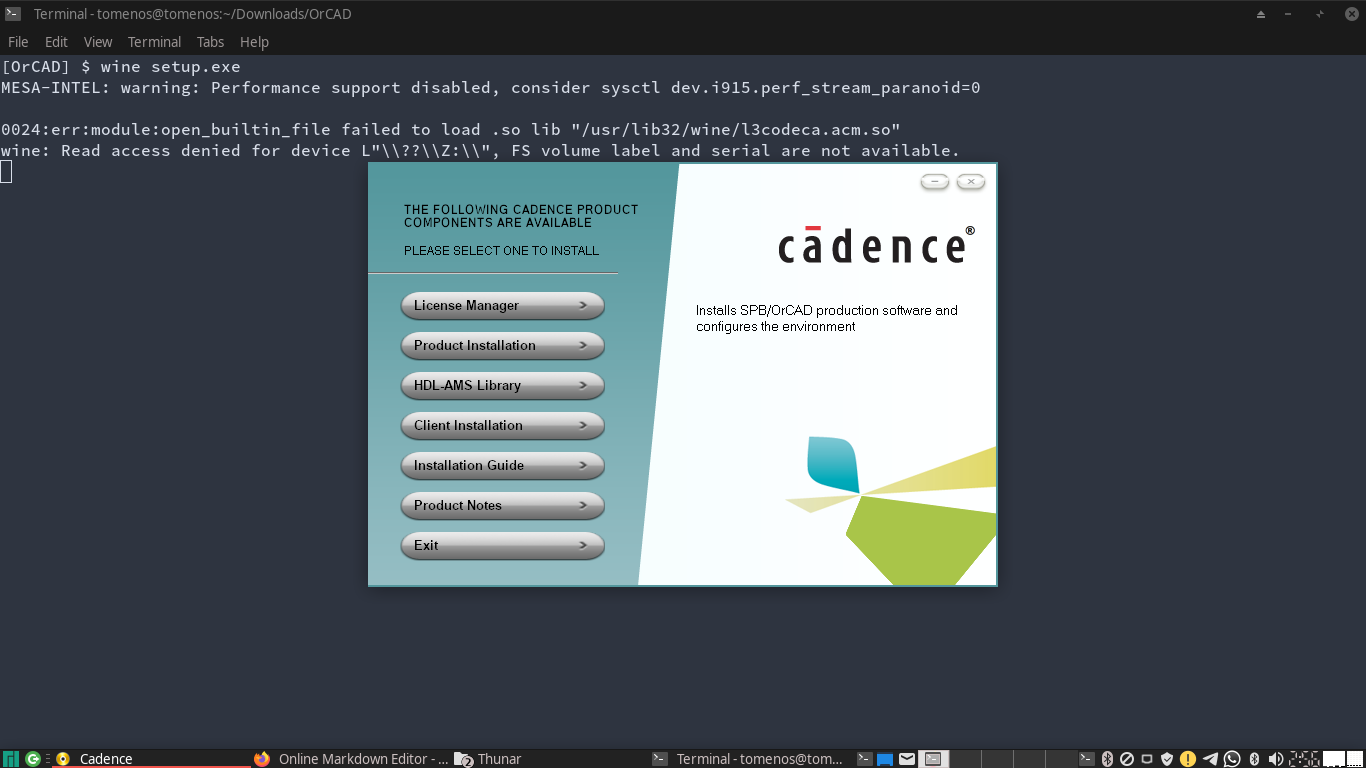 Terminal - tomenos@tomenos:~/Downloads/OrCAD
File Edit View Terminal Tabs Help
[OrCAD] $ wine setup.exe
MESA-INTEL: warning: Performance support disabled, consider sysctl dev.i915.perf_stream_paranoid=0
0024:err:module:open_builtin_file failed to load .so lib "/usr/lib32/wine/l3codeca.acm.so"
wine: Read access denied for device L"\\??\\Z:\\", FS volume label and serial are not available.
THE FOLLOWING CADENCE PRODUCT
COMPONENTS ARE AVAILABLE
PLEASE SELECT ONE TO INSTALL
License Manager
Product Installation
HDL-AMS Library
Client Installation
Installation Guide
Product Notes
Exit
cādence®
Installs SPB/OrCAD production software and
configures the environment
Cadence
Online Markdown Editor - ...
2 Thunar
Terminal - tomenos@tom...